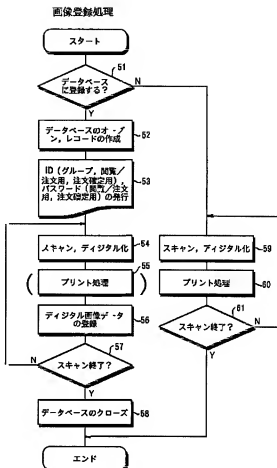 画像登録処理
スタート
51
データベース
に登録する?
N
Y
データベースのオープン,レコードの作成
52
ID(グループ,閲覧/
注文用,注文確定用),
パスワード(閲覧/注文
用,注文確定用)の発行
53
スキャン,ディジタル化
54
スキャン,ディジタル化
59
55
(プリント処理)
プリント処理
60
ディジタル画像データ
の登録
56
57
スキャン終了?
N
Y
61
スキャン終了?
N
Y
データベースのクローズ
58
エンド